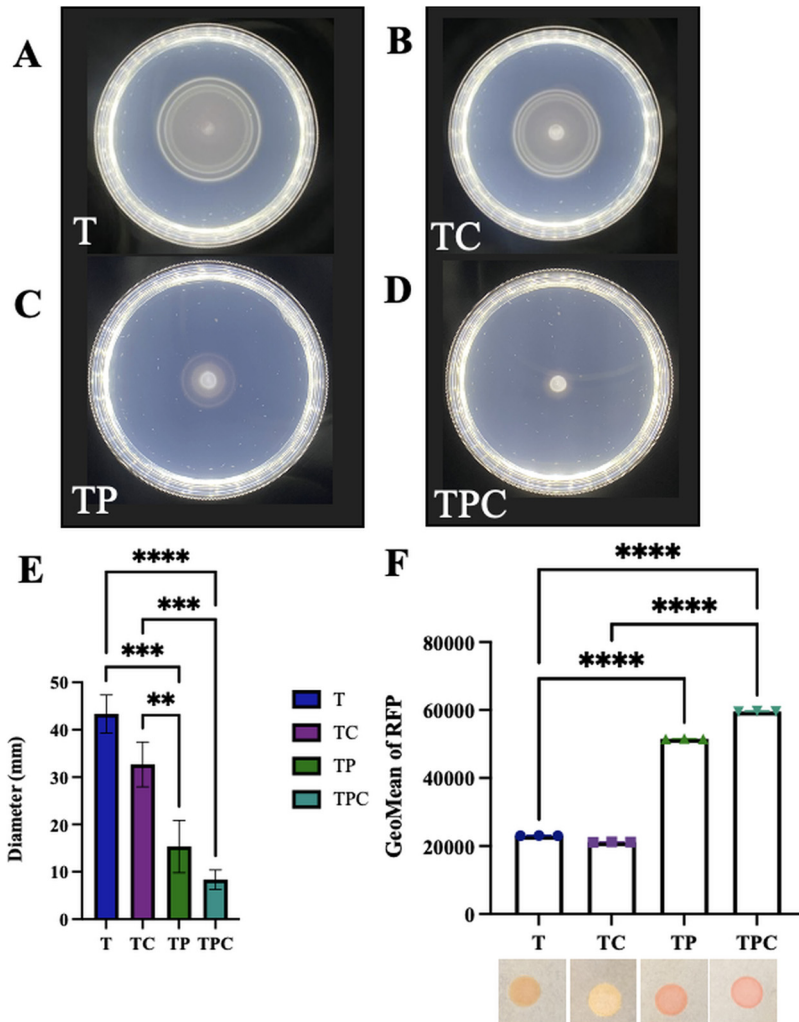 A
T
B
TC
C
TP
D
TPC
E
****
***
***
**
50
40
30
20
10
0
Diameter (mm)
T TC TP TPC
T
TC
TP
TPC
F
****
****
****
80000
60000
40000
20000
0
GeoMean of RFP
T TC TP TPC